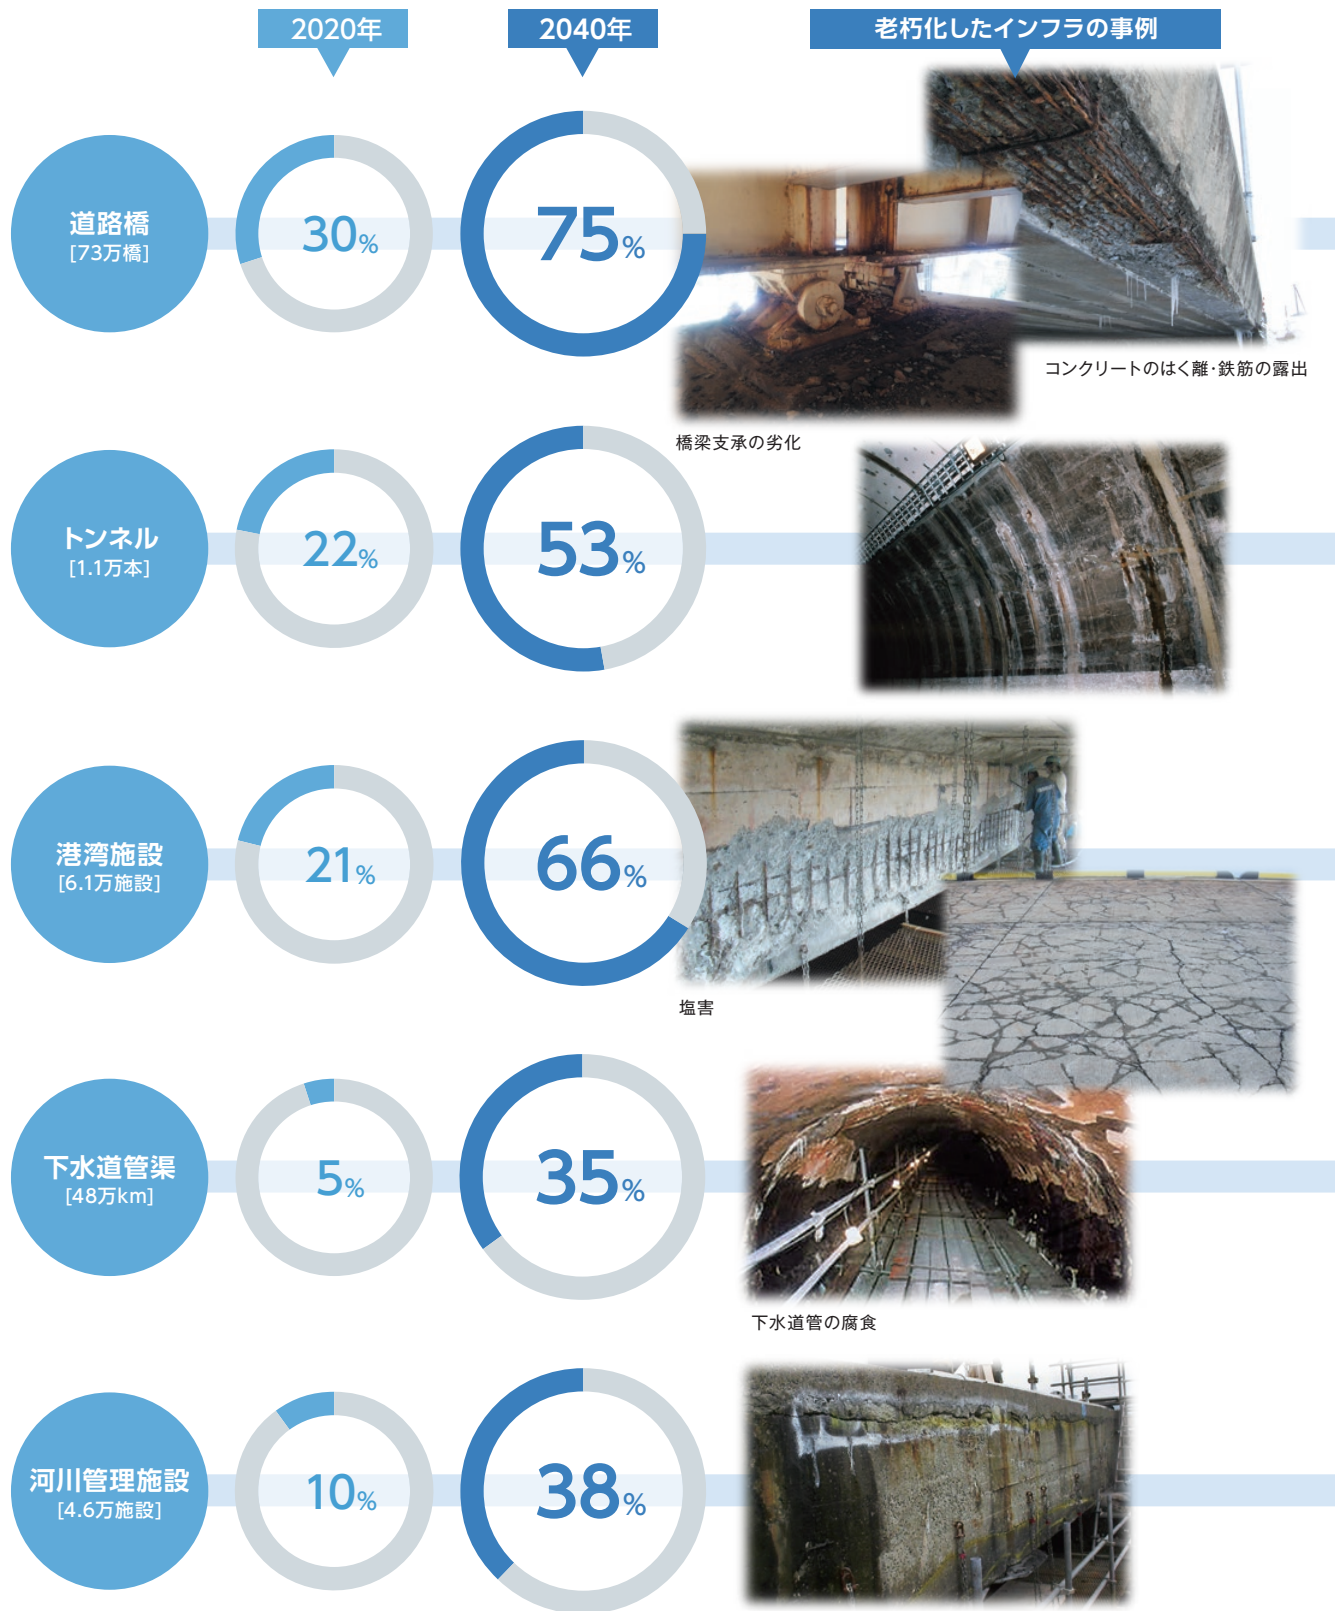 2020年
2040年
老朽化したインフラの事例
道路橋
[73万橋]
30%
75%
コンクリートのはく離・鉄筋の露出
橋梁支承の劣化
トンネル
[1.1万本]
22%
53%
港湾施設
[6.1万施設]
21%
66%
塩害
下水道管渠
[48万km]
5%
35%
下水道管の腐食
河川管理施設
[4.6万施設]
10%
38%